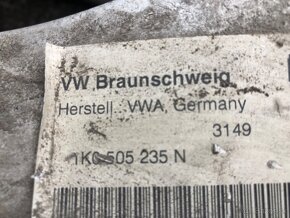 VW Braunschweig
Herstell.: VWA, Germany
3149
1K0 505 235 N